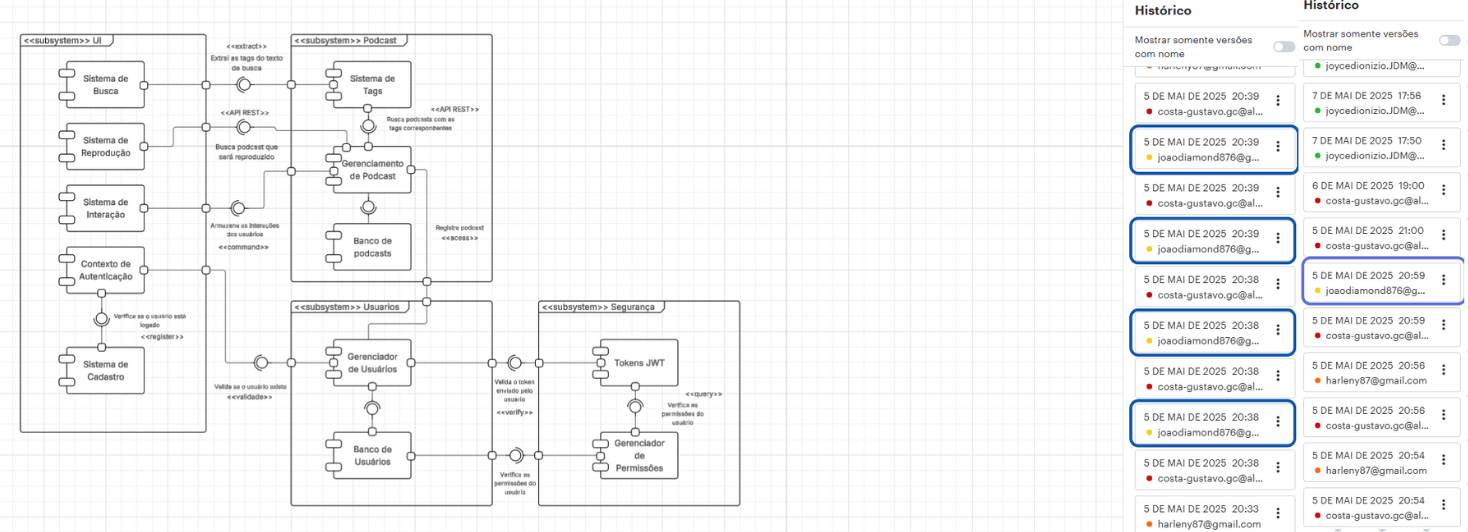 <<subsystem>> UI
Sistema de
Busca
Sistema de
Reprodução
Sistema de
Interação
Contexto de
Autenticação
Verifica se o usuário está
logado
<<register>>
Sistema de
Cadastro
<<extract>>
Extrai as tags do texto
de busca
<<API REST>>
Busca podcast que
será reproduzido
Armazena as interações
dos usuários
<<command>>
Valida se o usuário existe
<<validade>>
<<subsystem>> Podcast
Sistema de
Tags
<<API REST>>
Busca podcasts com as
tags correspondentes
Gerenciamento
de Podcast
Banco de
podcasts
Registra podcast
<<acess>>
<<subsystem>> Usuarios
Gerenciador
de Usuários
Banco de
Usuários
Valida o token
enviado pelo
usuario
<<verify>>
Verifica as
permissões do
usuário
<<subsystem>> Segurança
Tokens JWT
<<query>>
Verifica as
permissões do
usuário
Gerenciador
de
Permissões
Histórico
Mostrar somente versões
com nome
harleny87@gmail.com
5 DE MAI DE 2025 20:39
costa-gustavo.gc@al...
5 DE MAI DE 2025 20:39
joaodiamond876@g...
5 DE MAI DE 2025 20:39
costa-gustavo.gc@al...
5 DE MAI DE 2025 20:39
joaodiamond876@g...
5 DE MAI DE 2025 20:38
costa-gustavo.gc@al...
5 DE MAI DE 2025 20:38
joaodiamond876@g...
5 DE MAI DE 2025 20:38
costa-gustavo.gc@al...
5 DE MAI DE 2025 20:38
joaodiamond876@g...
5 DE MAI DE 2025 20:38
costa-gustavo.gc@al...
5 DE MAI DE 2025 20:33
harleny87@gmail.com
Histórico
Mostrar somente versões
com nome
joycedionizio.JDM@...
7 DE MAI DE 2025 17:56
joycedionizio.JDM@...
7 DE MAI DE 2025 17:50
joycedionizio.JDM@...
6 DE MAI DE 2025 19:00
costa-gustavo.gc@al...
5 DE MAI DE 2025 21:00
costa-gustavo.gc@al...
5 DE MAI DE 2025 20:59
joaodiamond876@g...
5 DE MAI DE 2025 20:59
costa-gustavo.gc@al...
5 DE MAI DE 2025 20:56
harleny87@gmail.com
5 DE MAI DE 2025 20:56
costa-gustavo.gc@al...
5 DE MAI DE 2025 20:54
harleny87@gmail.com
5 DE MAI DE 2025 20:54
costa-gustavo.gc@al...